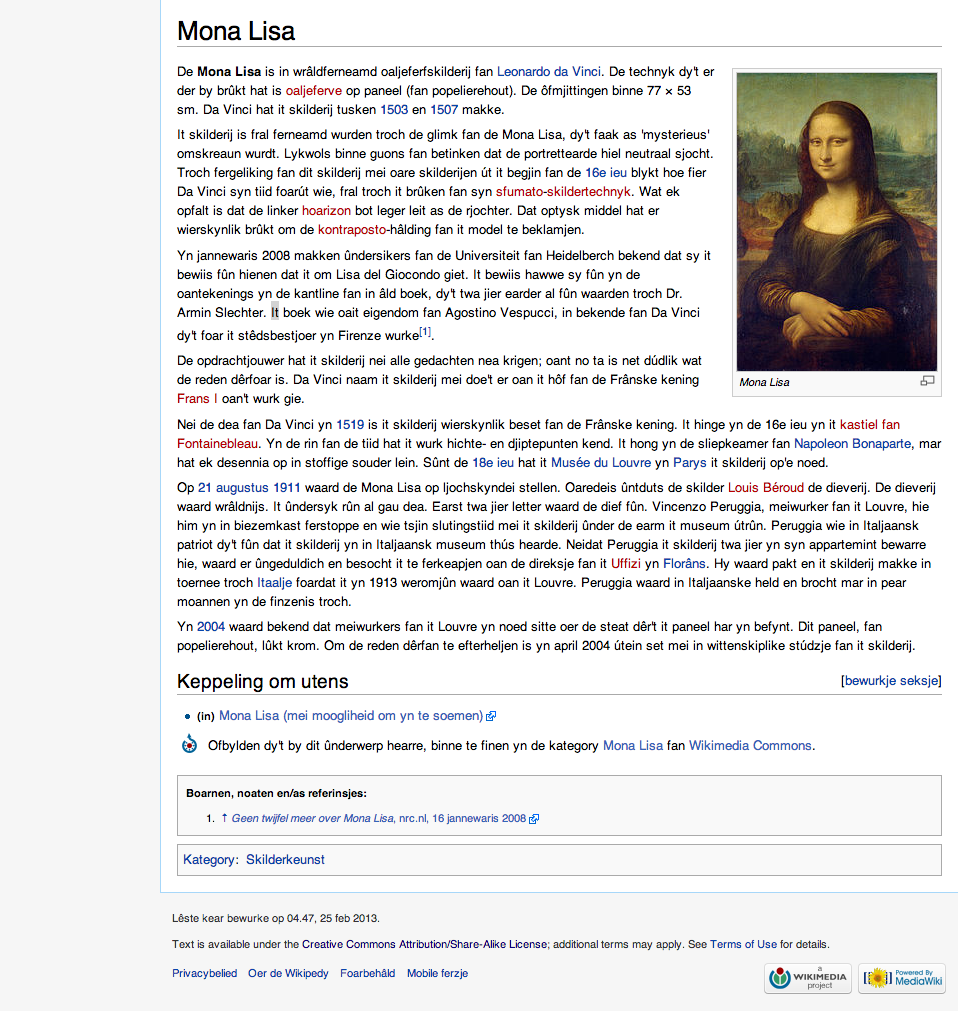 Mona Lisa
De Mona Lisa is in wrâldferneamd oaljeferfskilderij fan Leonardo da Vinci. De technyk dy't er
der by brûkt hat is oaljeferve op paneel (fan popelierehout). De ôfmjittingen binne 77 × 53
sm. Da Vinci hat it skilderij tusken 1503 en 1507 makke.
It skilderij is fral ferneamd wurden troch de glimk fan de Mona Lisa, dy't faak as 'mysterieus'
omskreaun wurdt. Lykwols binne guons fan betinken dat de portrettearde hiel neutraal sjocht.
Troch fergeliking fan dit skilderij mei oare skilderijen út it begjin fan de 16e ieu blykt hoe fier
Da Vinci syn tiid foarút wie, fral troch it brûken fan syn sfumato-skildertechnyk. Wat ek
opfalt is dat de linker hoarizon bot leger leit as de rjochter. Dat optysk middel hat er
wierskynlik brûkt om de kontraposto-hâlding fan it model te beklamjen.
Yn jannewaris 2008 makken ûndersikers fan de Universiteit fan Heidelberch bekend dat sy it
bewiis fûn hienen dat it om Lisa del Giocondo giet. It bewiis hawwe sy fûn yn de
oantekenings yn de kantline fan in âld boek, dy't twa jier earder al fûn waarden troch Dr.
Armin Slechter. It boek wie oait eigendom fan Agostino Vespucci, in bekende fan Da Vinci
dy't foar it stêdsbestjoer yn Firenze wurke[1].
De opdrachtjouwer hat it skilderij nei alle gedachten nea krigen; oant no ta is net dúdlik wat
de reden dêrfoar is. Da Vinci naam it skilderij mei doe't er oan it hôf fan de Frânske kening
Frans I oan't wurk gie.
Mona Lisa
Nei de dea fan Da Vinci yn 1519 is it skilderij wierskynlik beset fan de Frânske kening. It hinge yn de 16e ieu yn it kastiel fan
Fontainebleau. Yn de rin fan de tiid hat it wurk hichte- en djiptepunten kend. It hong yn de sliepkeamer fan Napoleon Bonaparte, mar
hat ek desennia op in stoffige souder lein. Sûnt de 18e ieu hat it Musée du Louvre yn Parys it skilderij op'e noed.
Op 21 augustus 1911 waard de Mona Lisa op ljochskyndei stellen. Oaredeis ûntduts de skilder Louis Béroud de dieverij. De dieverij
waard wrâldnijs. It ûndersyk rûn al gau dea. Earst twa jier letter waard de dief fûn. Vincenzo Peruggia, meiwurker fan it Louvre, hie
him yn in biezemkast ferstoppe en wie tsjin slutingstiid mei it skilderij ûnder de earm it museum útrûn. Peruggia wie in Italjaansk
patriot dy't fûn dat it skilderij yn in Italjaansk museum thús hearde. Neidat Peruggia it skilderij twa jier yn syn appartemint bewarre
hie, waard er ûngeduldich en besocht it te ferkeapjen oan de direksje fan it Uffizi yn Florâns. Hy waard pakt en it skilderij makke in
toernee troch Itaalje foardat it yn 1913 weromjûn waard oan it Louvre. Peruggia waard in Italjaanske held en brocht mar in pear
moannen yn de finzenis troch.
Yn 2004 waard bekend dat meiwurkers fan it Louvre yn noed sitte oer de steat dêr't it paneel har yn befynt. Dit paneel, fan
popelierehout, lûkt krom. Om de reden dêrfan te efterheljen is yn april 2004 útein set mei in wittenskiplike stúdzje fan it skilderij.
Keppeling om utens [bewurkje seksje]
• (in) Mona Lisa (mei moogliheid om yn te soemen)
Ofbylden dy't by dit ûnderwerp hearre, binne te finen yn de kategory Mona Lisa fan Wikimedia Commons.
Boarnen, noaten en/as referinsjes:
1. ↑ Geen twijfel meer over Mona Lisa, nrc.nl, 16 jannewaris 2008
Kategory: Skilderkeunst
Lêste kear bewurke op 04.47, 25 feb 2013.
Text is available under the Creative Commons Attribution/Share-Alike License; additional terms may apply. See Terms of Use for details.
Privacybelied Oer de Wikipedy Foarbehâld Mobile ferzje
a
WIKIMEDIA
project
Powered By
MediaWiki